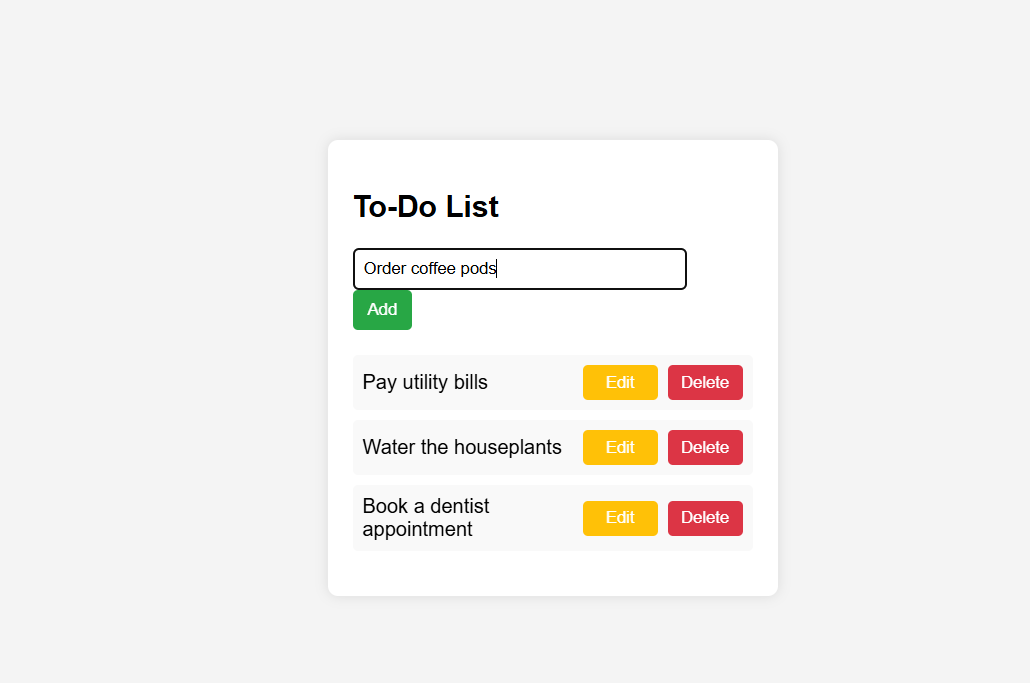 To-Do List
Order coffee pods
Add
Pay utility bills Edit Delete
Water the houseplants Edit Delete
Book a dentist
appointment Edit Delete